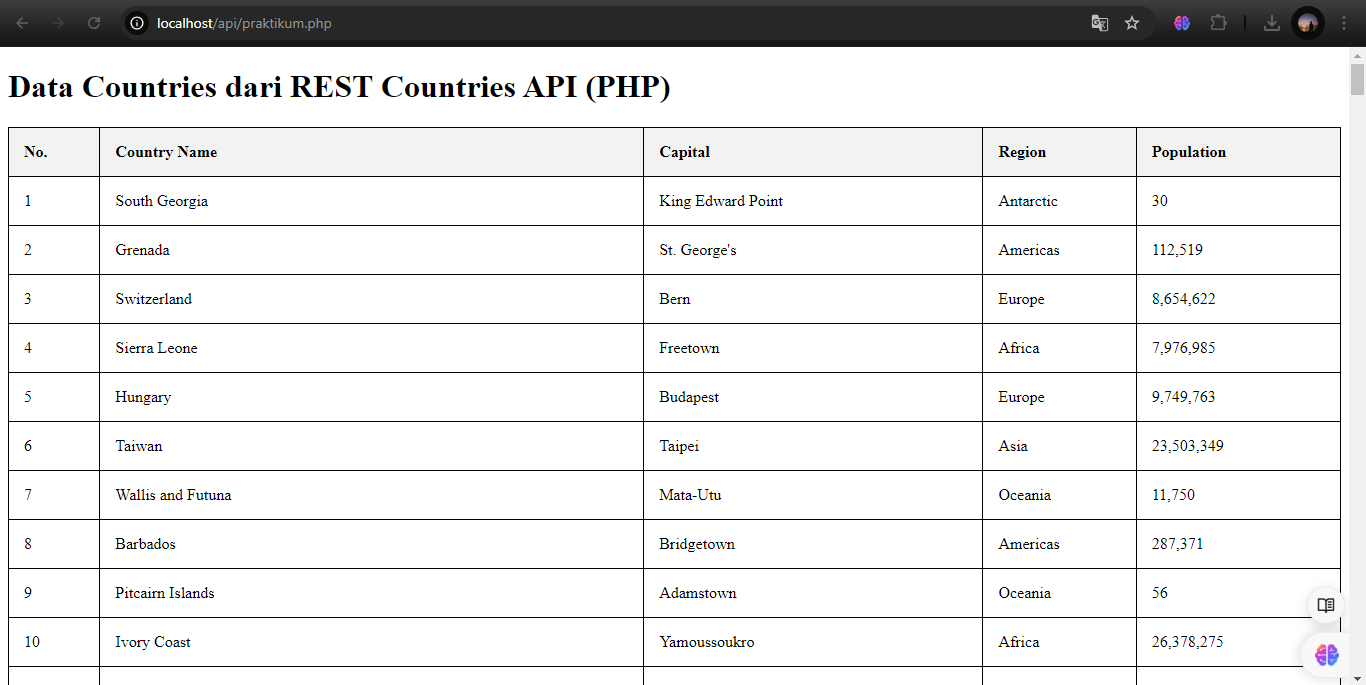 localhost/api/praktikum.php
Data Countries dari REST Countries API (PHP)
No. Country Name Capital Region Population
1 South Georgia King Edward Point Antarctic 30
2 Grenada St. George's Americas 112,519
3 Switzerland Bern Europe 8,654,622
4 Sierra Leone Freetown Africa 7,976,985
5 Hungary Budapest Europe 9,749,763
6 Taiwan Taipei Asia 23,503,349
7 Wallis and Futuna Mata-Utu Oceania 11,750
8 Barbados Bridgetown Americas 287,371
9 Pitcairn Islands Adamstown Oceania 56
10 Ivory Coast Yamoussoukro Africa 26,378,275